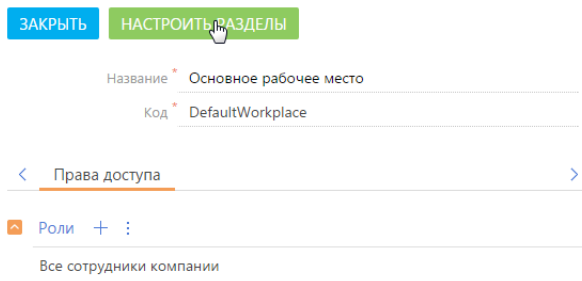 ЗАКРЫТЬ НАСТРОИТЬ РАЗДЕЛЫ
Название * Основное рабочее место
Код * DefaultWorkplace
Права доступа
Роли
Все сотрудники компании